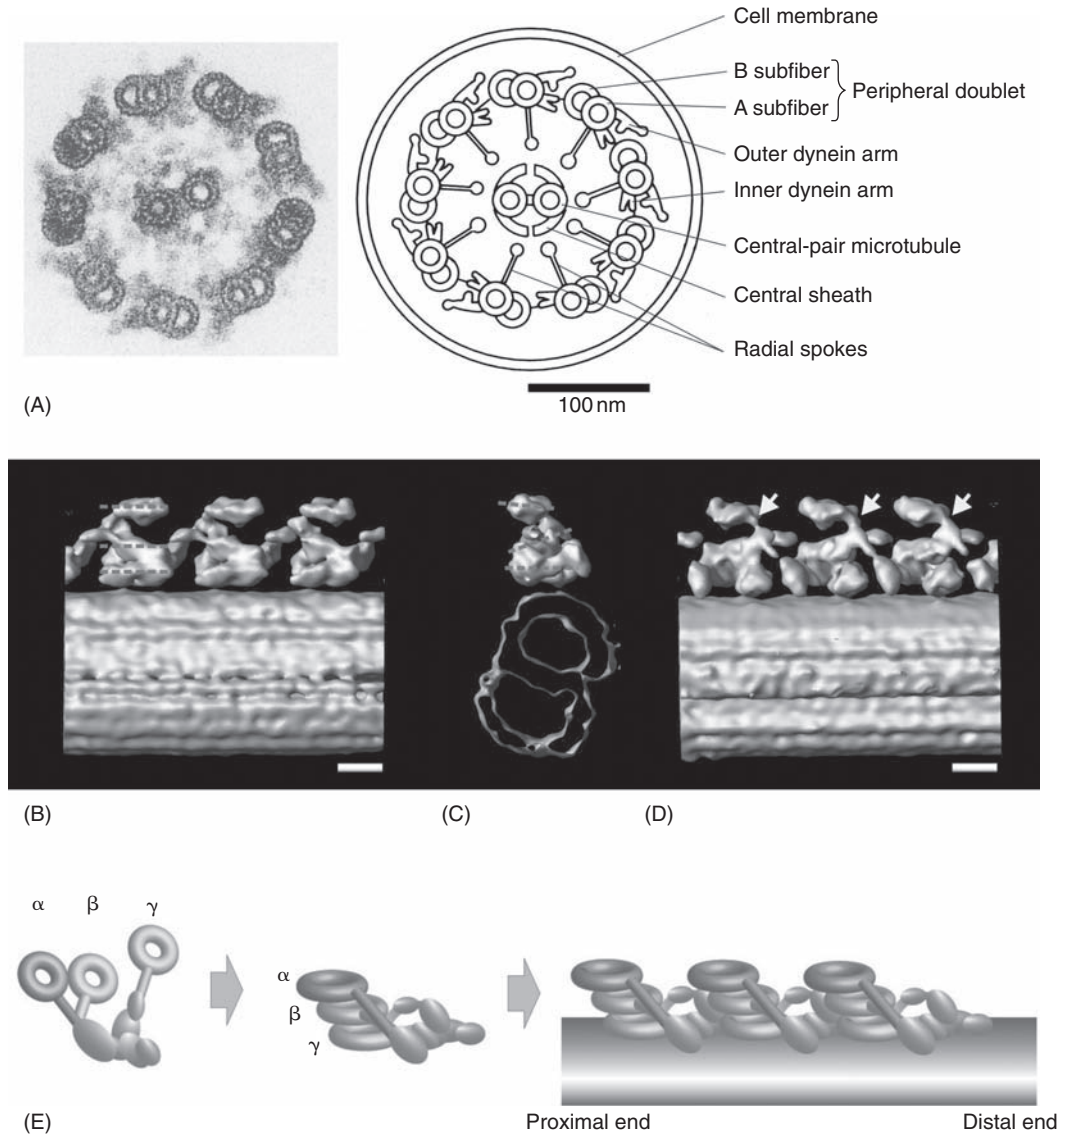 Cell membrane
B subfiber
A subfiber
Peripheral doublet
Outer dynein arm
Inner dynein arm
Central-pair microtubule
Central sheath
Radial spokes
100 nm
(A)
(B)
(C)
(D)
α
β
γ
α
β
γ
Proximal end
Distal end
(E)